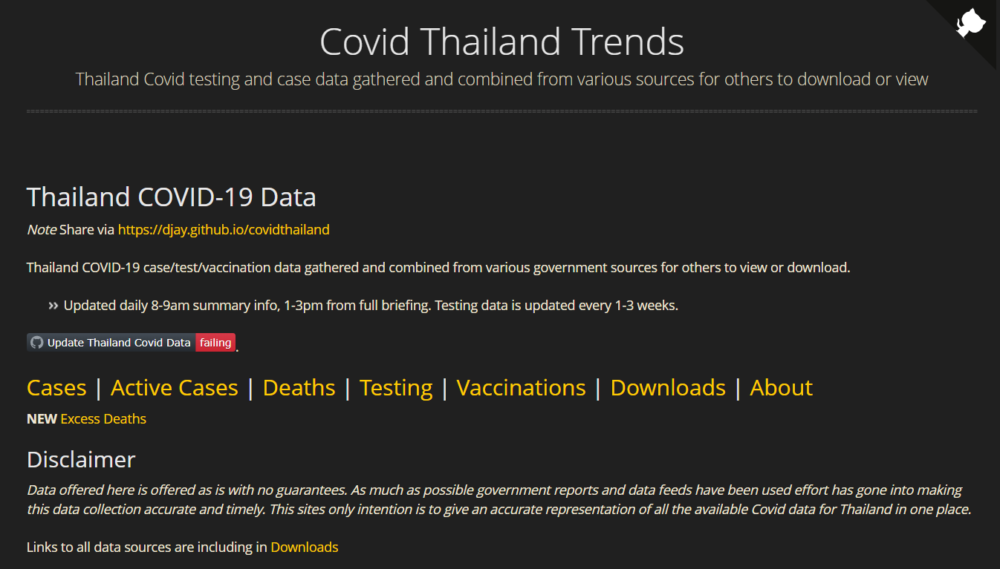 Covid Thailand Trends
Thailand Covid testing and case data gathered and combined from various sources for others to download or view
Thailand COVID-19 Data
Note Share via https://djay.github.io/covidthailand
Thailand COVID-19 case/test/vaccination data gathered and combined from various government sources for others to view or download.
›› Updated daily 8-9am summary info, 1-3pm from full briefing. Testing data is updated every 1-3 weeks.
Update Thailand Covid Data failing.
Cases | Active Cases | Deaths | Testing | Vaccinations | Downloads | About
NEW Excess Deaths
Disclaimer
Data offered here is offered as is with no guarantees. As much as possible government reports and data feeds have been used effort has gone into making
this data collection accurate and timely. This sites only intention is to give an accurate representation of all the available Covid data for Thailand in one place.
Links to all data sources are including in Downloads